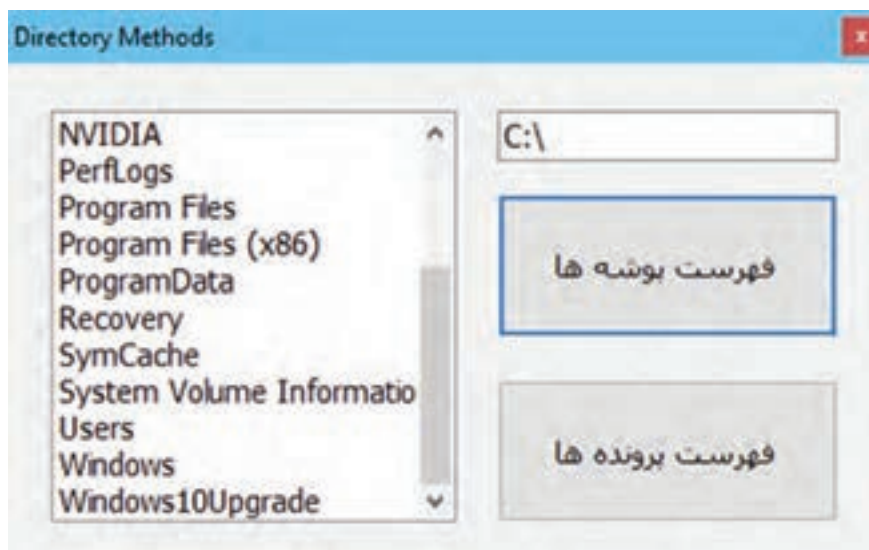 Directory Methods
x
NVIDIA
PerfLogs
Program Files
Program Files (x86)
ProgramData
Recovery
SymCache
System Volume Informatio
Users
Windows
Windows10Upgrade
C:\
فهرست پوشه ها
فهرست پرونده ها